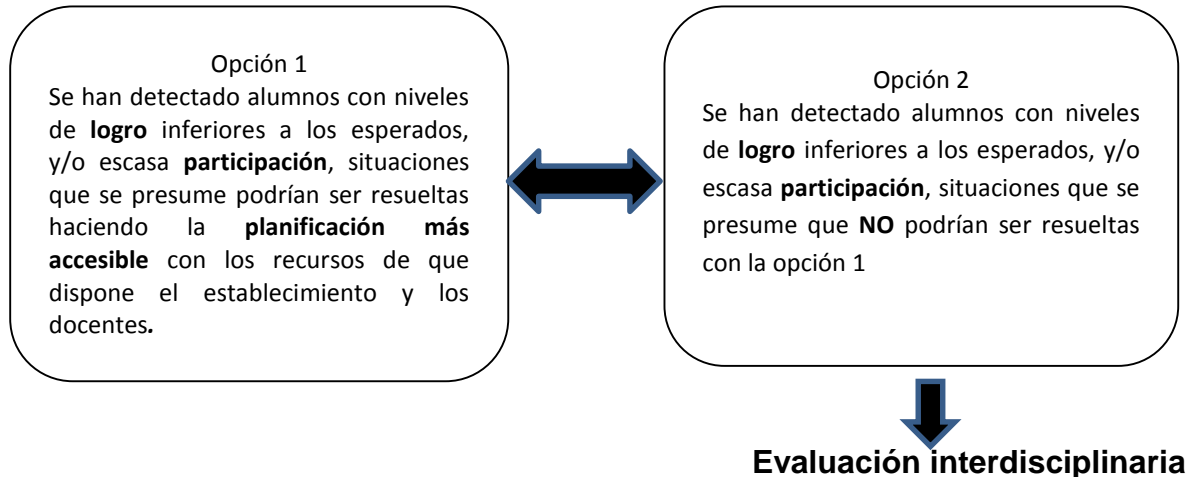 Opción 1
Se han detectado alumnos con niveles
de logro inferiores a los esperados,
y/o escasa participación, situaciones
que se presume podrían ser resueltas
haciendo la planificación más
accesible con los recursos de que
dispone el establecimiento y los
docentes.
Opción 2
Se han detectado alumnos con niveles
de logro inferiores a los esperados, y/o
escasa participación, situaciones que se
presume que NO podrían ser resueltas
con la opción 1
Evaluación interdisciplinaria